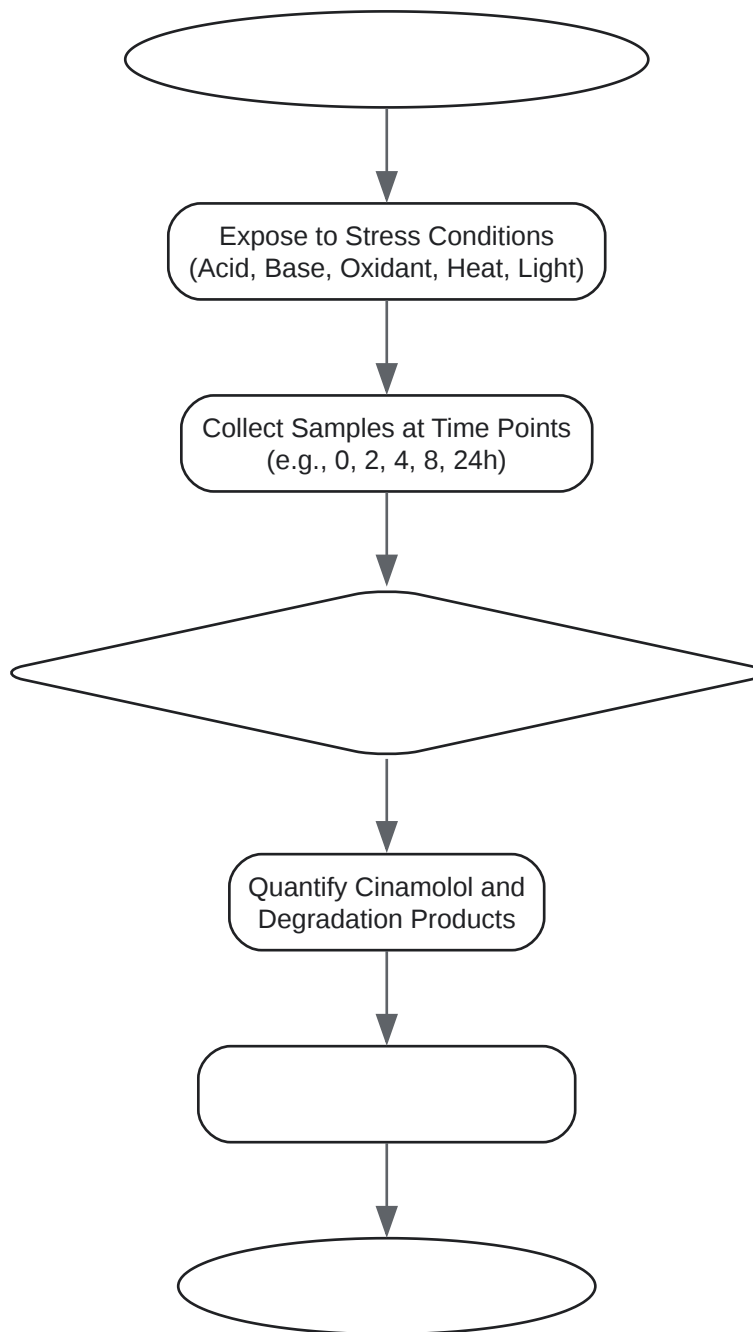 Expose to Stress Conditions
(Acid, Base, Oxidant, Heat, Light)
Collect Samples at Time Points
(e.g., 0, 2, 4, 8, 24h)
Quantify Cinamolol and
Degradation Products